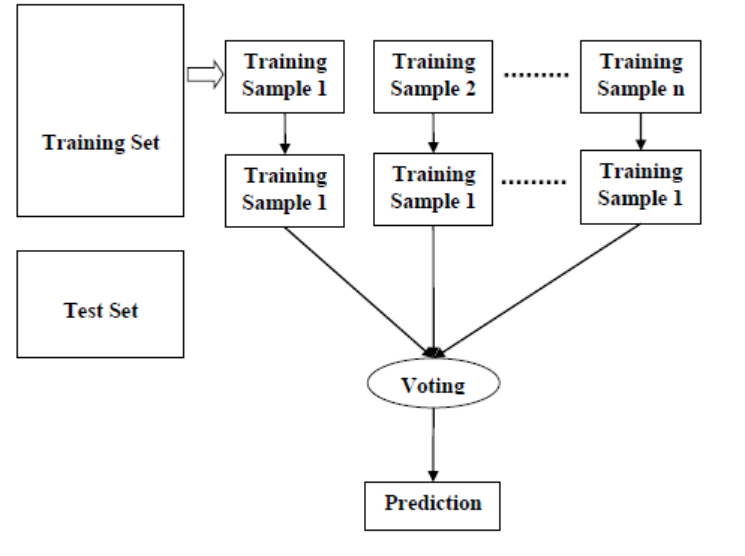 Training Set
Training
Sample 1
Training
Sample 2
.........
Training
Sample n
Training
Sample 1
Training
Sample 1
.........
Training
Sample 1
Test Set
Voting
Prediction